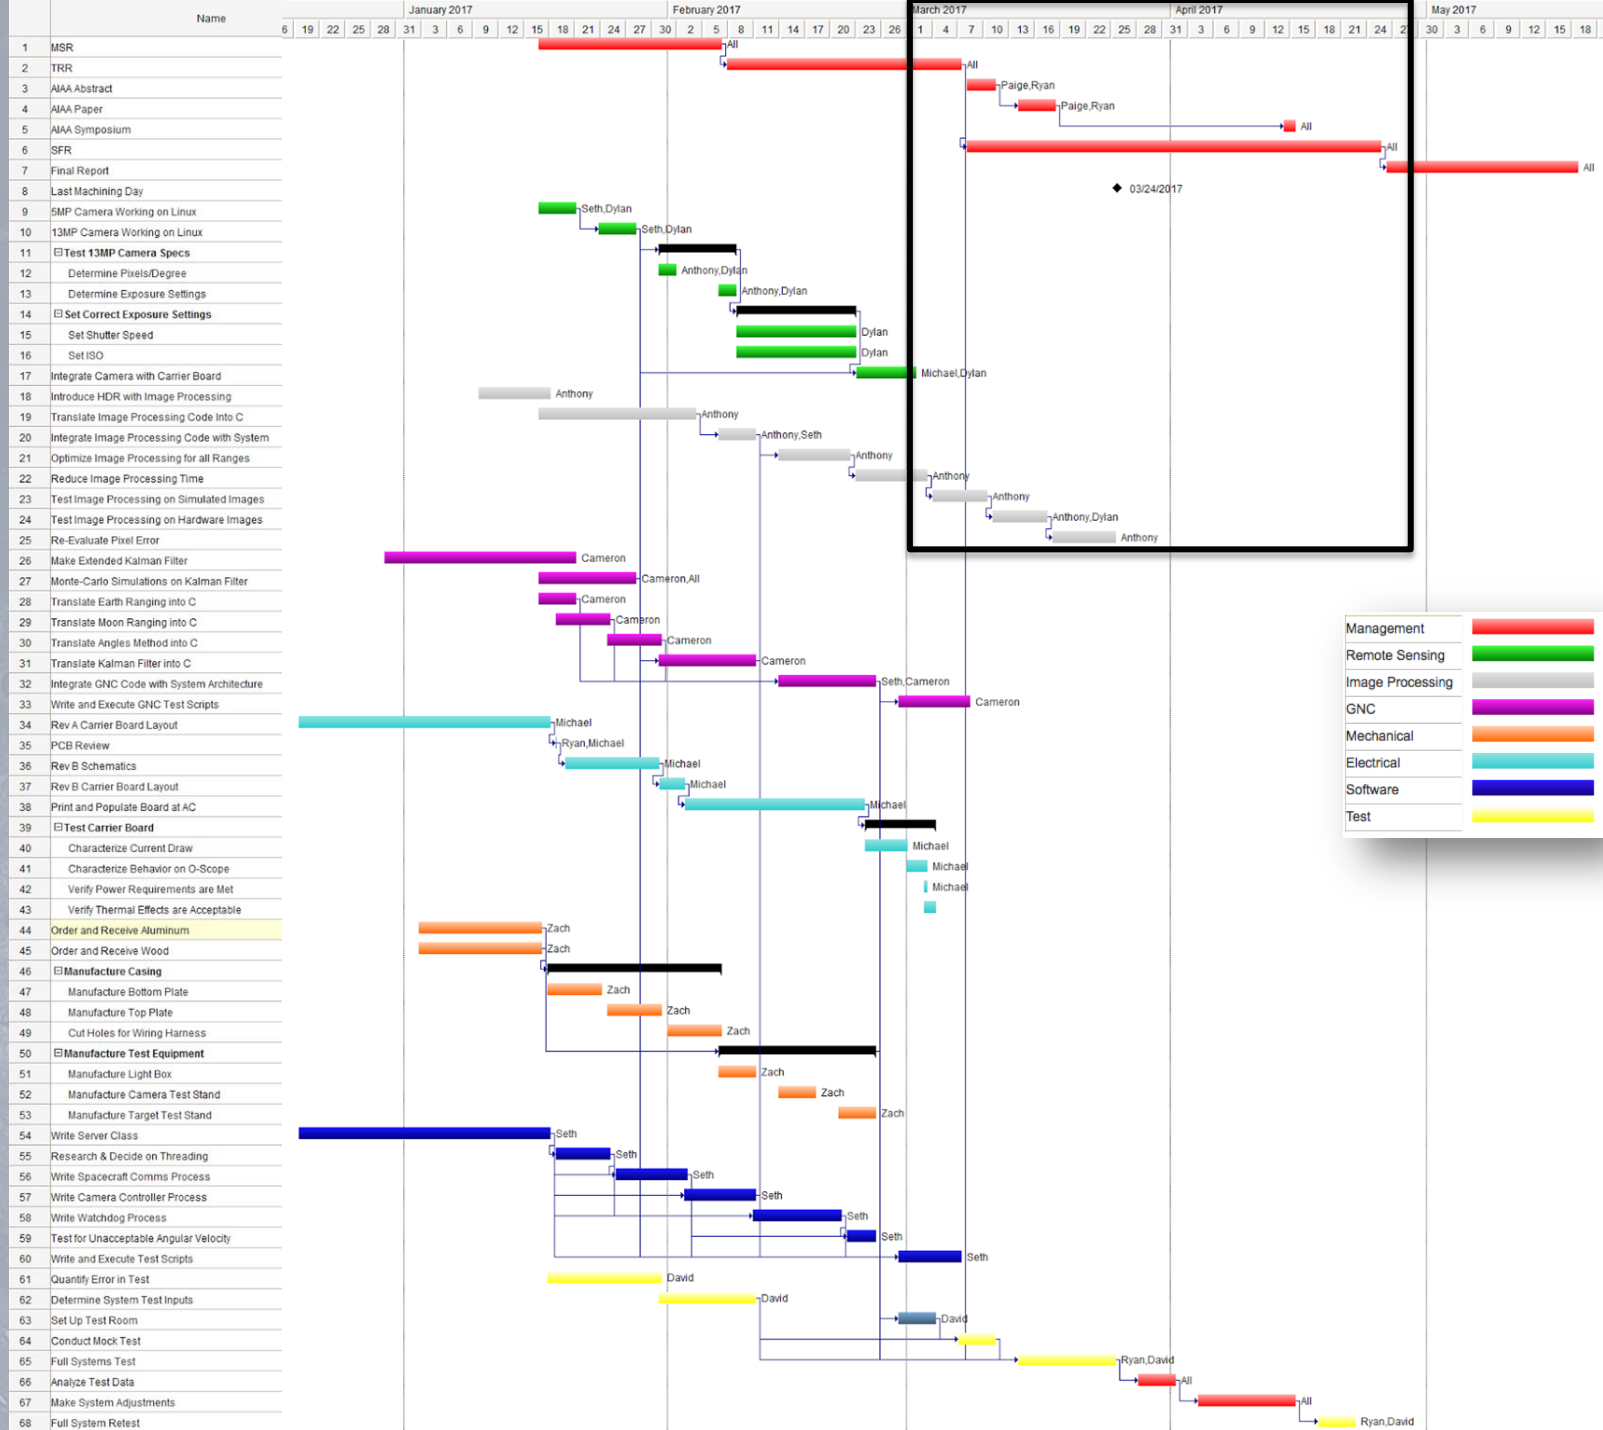 Name
January 2017 February 2017 March 2017 April 2017 May 2017
6 19 22 25 28 31 3 6 9 12 15 18 21 24 27 30 2 5 8 11 14 17 20 23 26 1 4 7 10 13 16 19 22 25 28 31 3 6 9 12 15 18 21 24 2 30 3 6 9 12 15 18
1 MSR All
2 TRR All
3 AIAA Abstract Paige,Ryan
4 AIAA Paper Paige,Ryan
5 AIAA Symposium All
6 SFR All
7 Final Report All
8 Last Machining Day 03/24/2017
9 5MP Camera Working on Linux Seth,Dylan
10 13MP Camera Working on Linux Seth,Dylan
11 Test 13MP Camera Specs
12 Determine Pixels/Degree Anthony,Dylan
13 Determine Exposure Settings Anthony,Dylan
14 Set Correct Exposure Settings
15 Set Shutter Speed Dylan
16 Set ISO Dylan
17 Integrate Camera with Carrier Board Michael,Dylan
18 Introduce HDR with Image Processing Anthony
19 Translate Image Processing Code Into C Anthony
20 Integrate Image Processing Code with System Anthony,Seth
21 Optimize Image Processing for all Ranges Anthony
22 Reduce Image Processing Time Anthony
23 Test Image Processing on Simulated Images Anthony
24 Test Image Processing on Hardware Images Anthony,Dylan
25 Re-Evaluate Pixel Error Anthony
26 Make Extended Kalman Filter Cameron
27 Monte-Carlo Simulations on Kalman Filter Cameron,All
28 Translate Earth Ranging into C Cameron
29 Translate Moon Ranging into C Cameron
30 Translate Angles Method into C Cameron
31 Translate Kalman Filter into C Cameron
32 Integrate GNC Code with System Architecture Seth,Cameron
33 Write and Execute GNC Test Scripts Cameron
34 Rev A Carrier Board Layout Michael
35 PCB Review Ryan,Michael
36 Rev B Schematics Michael
37 Rev B Carrier Board Layout Michael
38 Print and Populate Board at AC Michael
39 Test Carrier Board
40 Characterize Current Draw Michael
41 Characterize Behavior on O-Scope Michael
42 Verify Power Requirements are Met Michael
43 Verify Thermal Effects are Acceptable
44 Order and Receive Aluminum Zach
45 Order and Receive Wood Zach
46 Manufacture Casing
47 Manufacture Bottom Plate Zach
48 Manufacture Top Plate Zach
49 Cut Holes for Wiring Harness Zach
50 Manufacture Test Equipment
51 Manufacture Light Box Zach
52 Manufacture Camera Test Stand Zach
53 Manufacture Target Test Stand Zach
54 Write Server Class Seth
55 Research & Decide on Threading Seth
56 Write Spacecraft Comms Process Seth
57 Write Camera Controller Process Seth
58 Write Watchdog Process Seth
59 Test for Unacceptable Angular Velocity Seth
60 Write and Execute Test Scripts Seth
61 Quantify Error in Test David
62 Determine System Test Inputs David
63 Set Up Test Room David
64 Conduct Mock Test
65 Full Systems Test Ryan,David
66 Analyze Test Data All
67 Make System Adjustments All
68 Full System Retest Ryan,David
Management
Remote Sensing
Image Processing
GNC
Mechanical
Electrical
Software
Test